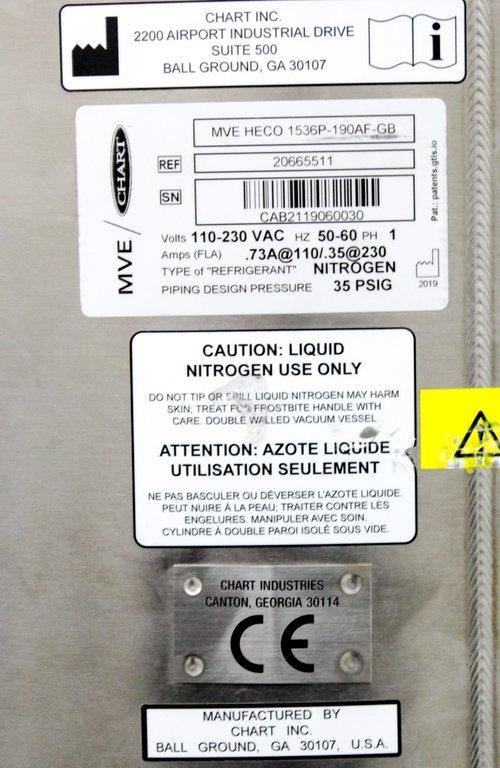 CHART INC.
2200 AIRPORT INDUSTRIAL DRIVE
SUITE 500
BALL GROUND, GA 30107
i
MVE / CHART
MVE HECO 1536P-190AF-GB
REF 20665511
SN
CAB2119060030
Volts 110-230 VAC HZ 50-60 PH 1
Amps (FLA) .73A@110/.35@230
TYPE of "REFRIGERANT" NITROGEN
PIPING DESIGN PRESSURE 35 PSIG
2019
Pat.: patents.gtls.io
CAUTION: LIQUID
NITROGEN USE ONLY
DO NOT TIP OR SPILL LIQUID NITROGEN MAY HARM
SKIN; TREAT FOR FROSTBITE HANDLE WITH
CARE. DOUBLE WALLED VACUUM VESSEL
ATTENTION: AZOTE LIQUIDE
UTILISATION SEULEMENT
NE PAS BASCULER OU DÉVERSER L'AZOTE LIQUIDE.
PEUT NUIRE À LA PEAU; TRAITER CONTRE LES
ENGELURES. MANIPULER AVEC SOIN.
CYLINDRE À DOUBLE PAROI ISOLÉ SOUS VIDE.
CHART INDUSTRIES
CANTON, GEORGIA 30114
CE
MANUFACTURED BY
CHART INC.
BALL GROUND, GA 30107, U.S.A.